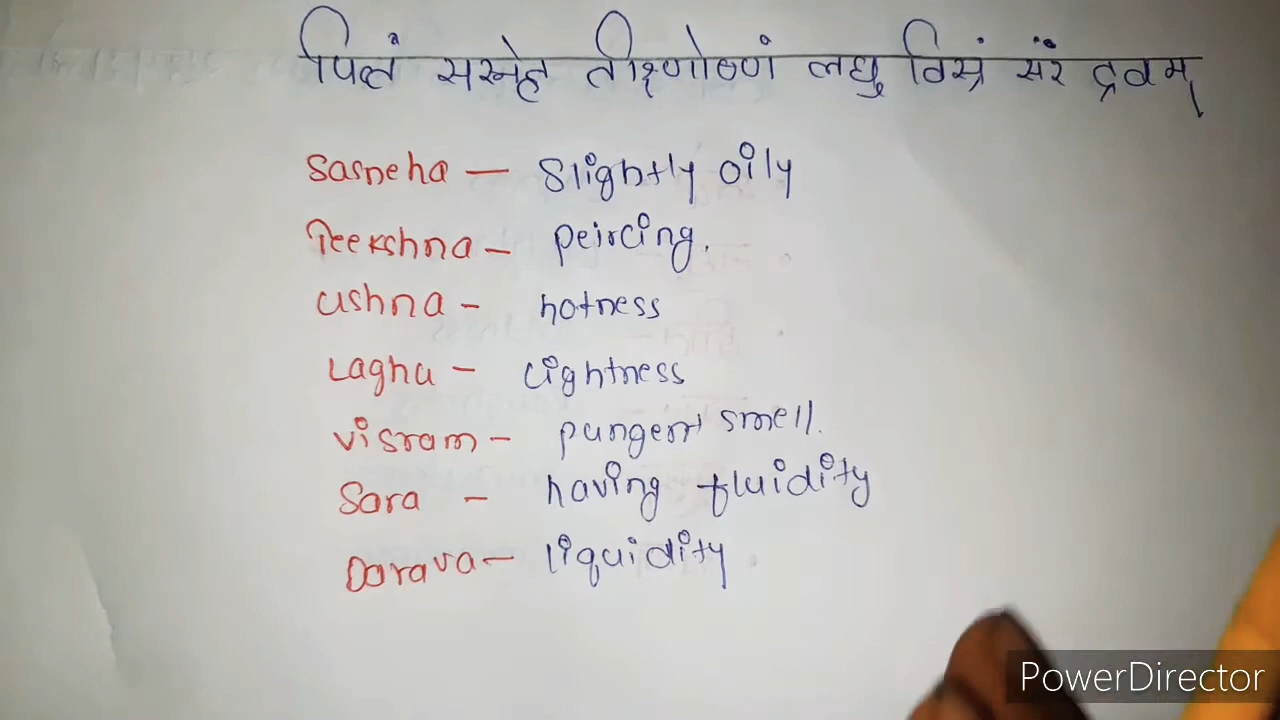 पित्तं सस्नेह तीक्ष्णोष्णं लघु विस्रं सरं द्रवम्
Sasneha — Slightly oily
Teekshna - peircing.
ushna - hotness
Laghu - Lightness
Visram - pungent smell.
Sara - having fluidity
Darava - liquidity
PowerDirector